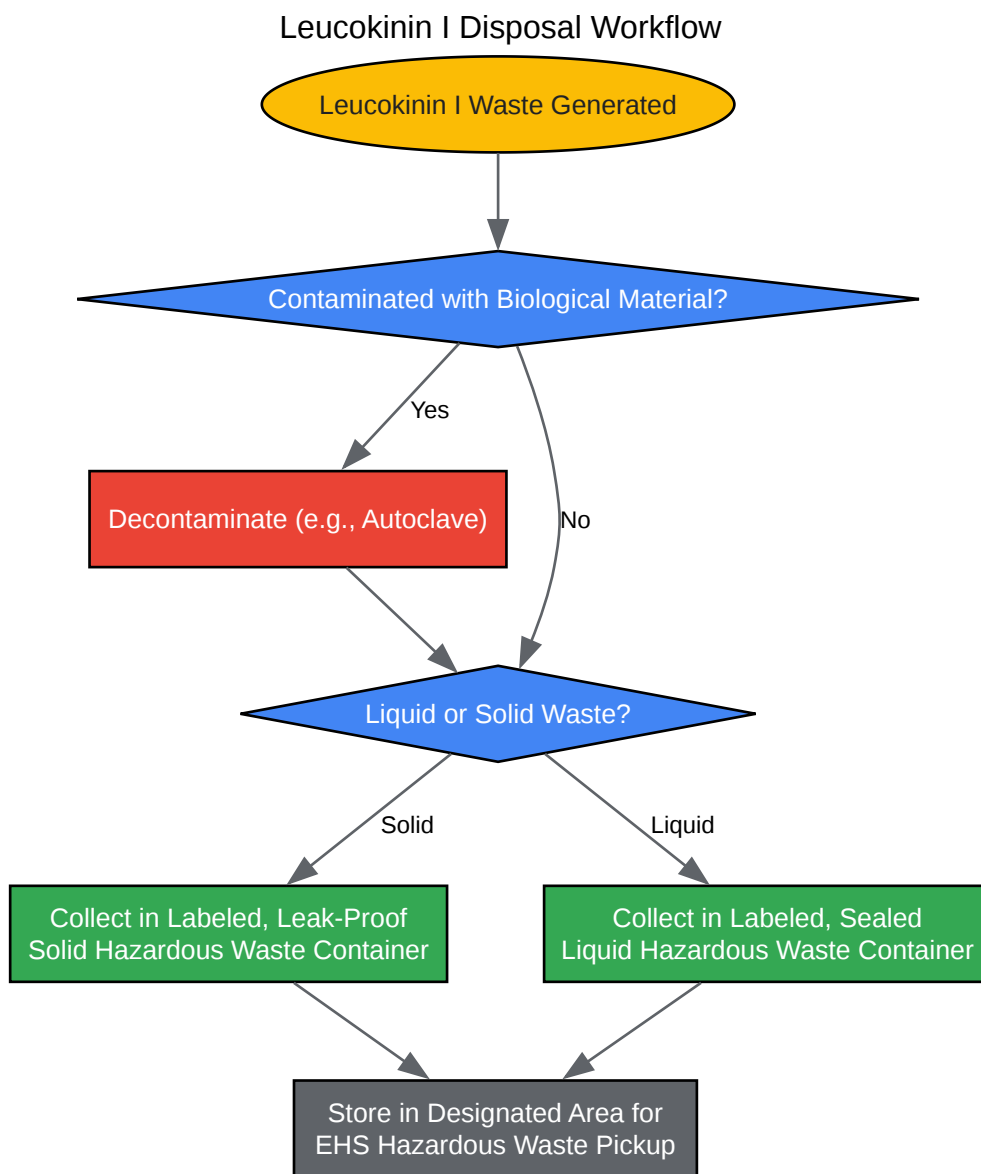 Leucokinin I Disposal Workflow
Leucokinin I Waste Generated
Contaminated with Biological Material?
Yes
Decontaminate (e.g., Autoclave)
No
Liquid or Solid Waste?
Solid
Liquid
Collect in Labeled, Leak-Proof
Solid Hazardous Waste Container
Collect in Labeled, Sealed
Liquid Hazardous Waste Container
Store in Designated Area for
EHS Hazardous Waste Pickup